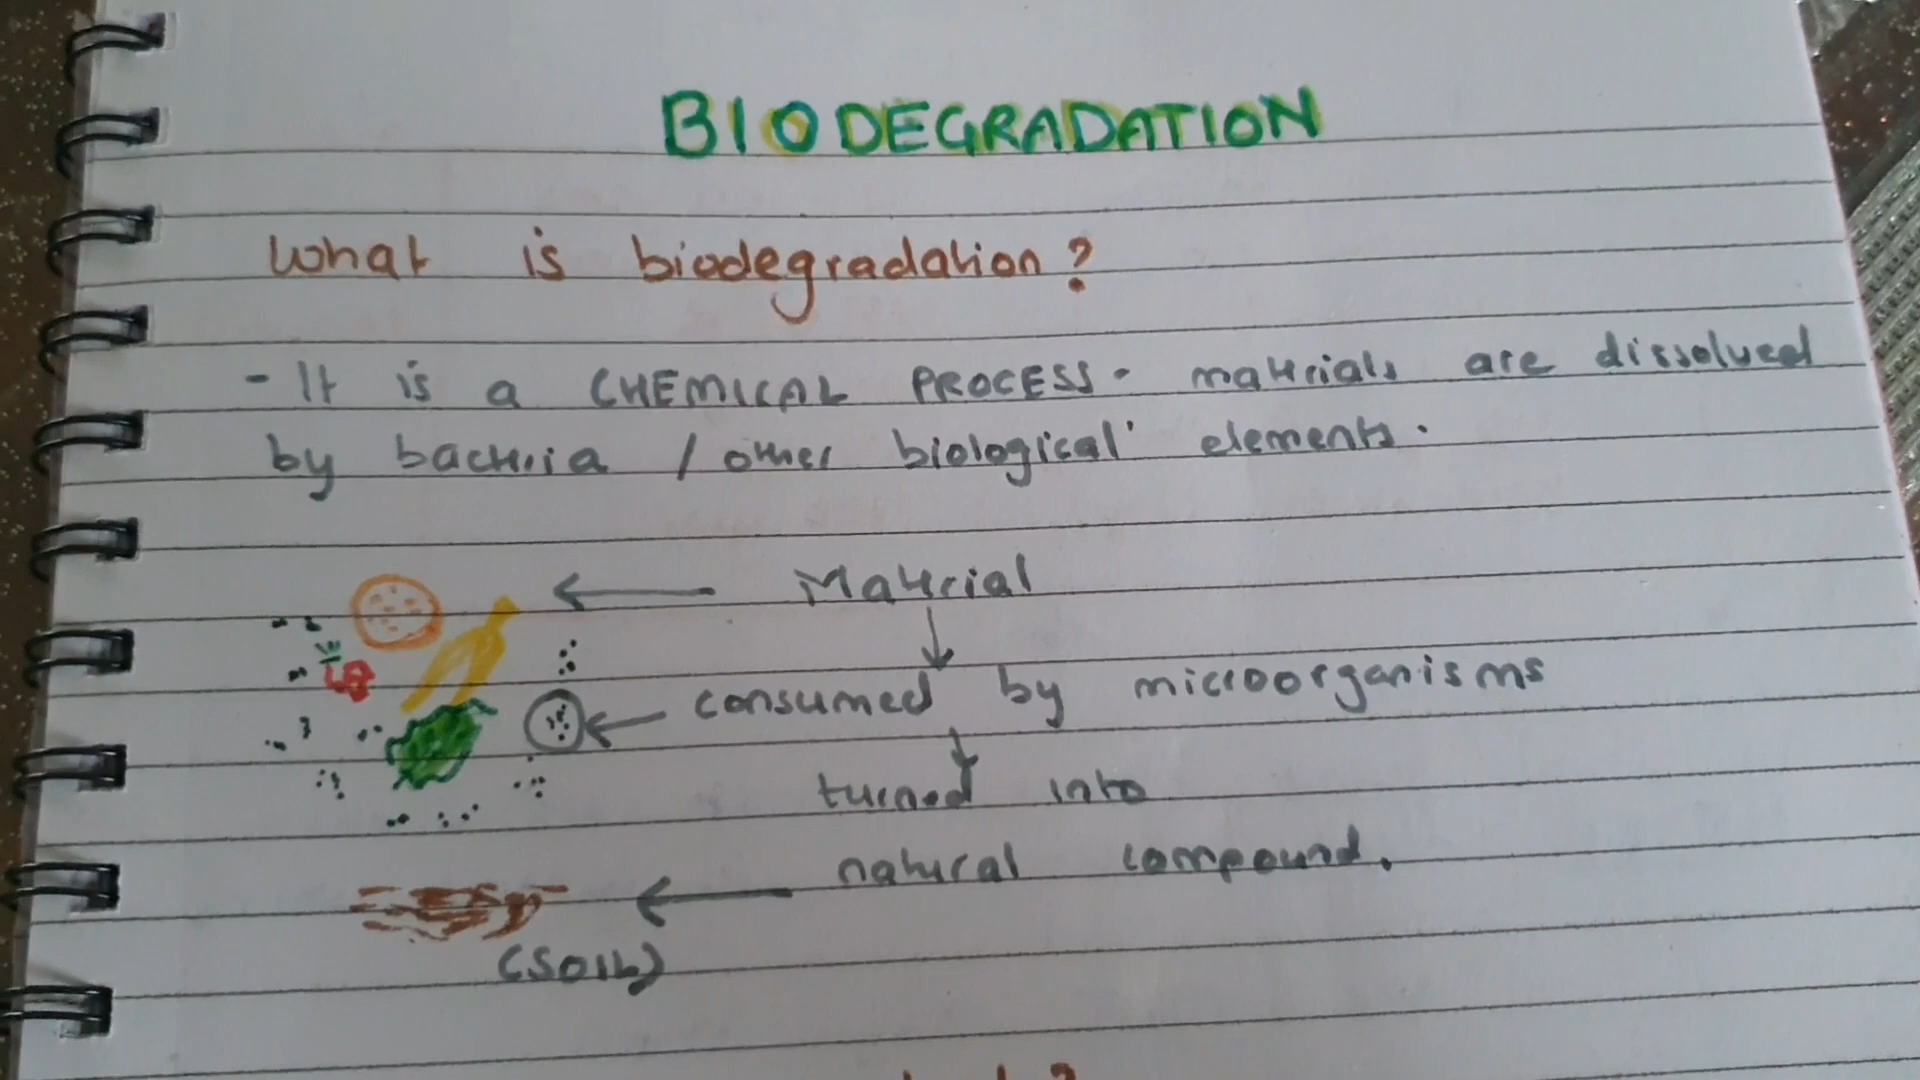 BIODEGRADATION
What is biodegradation?
- It is a CHEMICAL PROCESS. materials are dissolved
by bacteria / other biological elements.
Material
consumed by microorganisms
turned into
natural compound.
(SOIL)